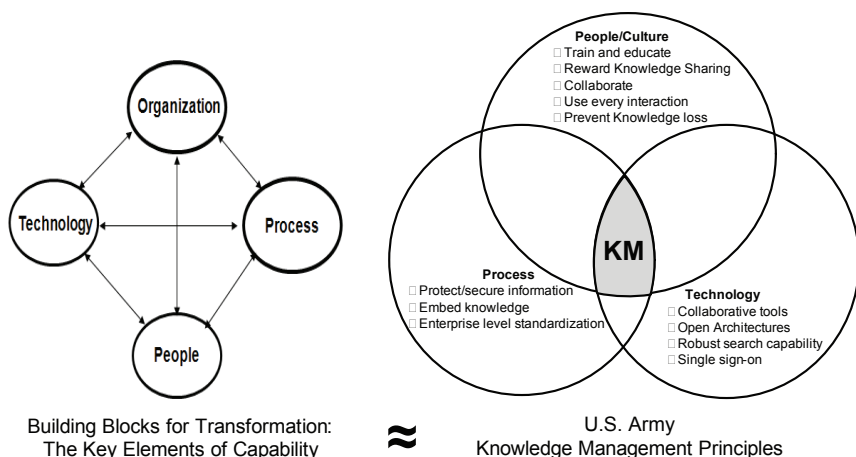 Organization
Technology
Process
People
Building Blocks for Transformation:
The Key Elements of Capability
≈
People/Culture
Train and educate
Reward Knowledge Sharing
Collaborate
Use every interaction
Prevent Knowledge loss
KM
Process
Protect/secure information
Embed knowledge
Enterprise level standardization
Technology
Collaborative tools
Open Architectures
Robust search capability
Single sign-on
U.S. Army
Knowledge Management Principles